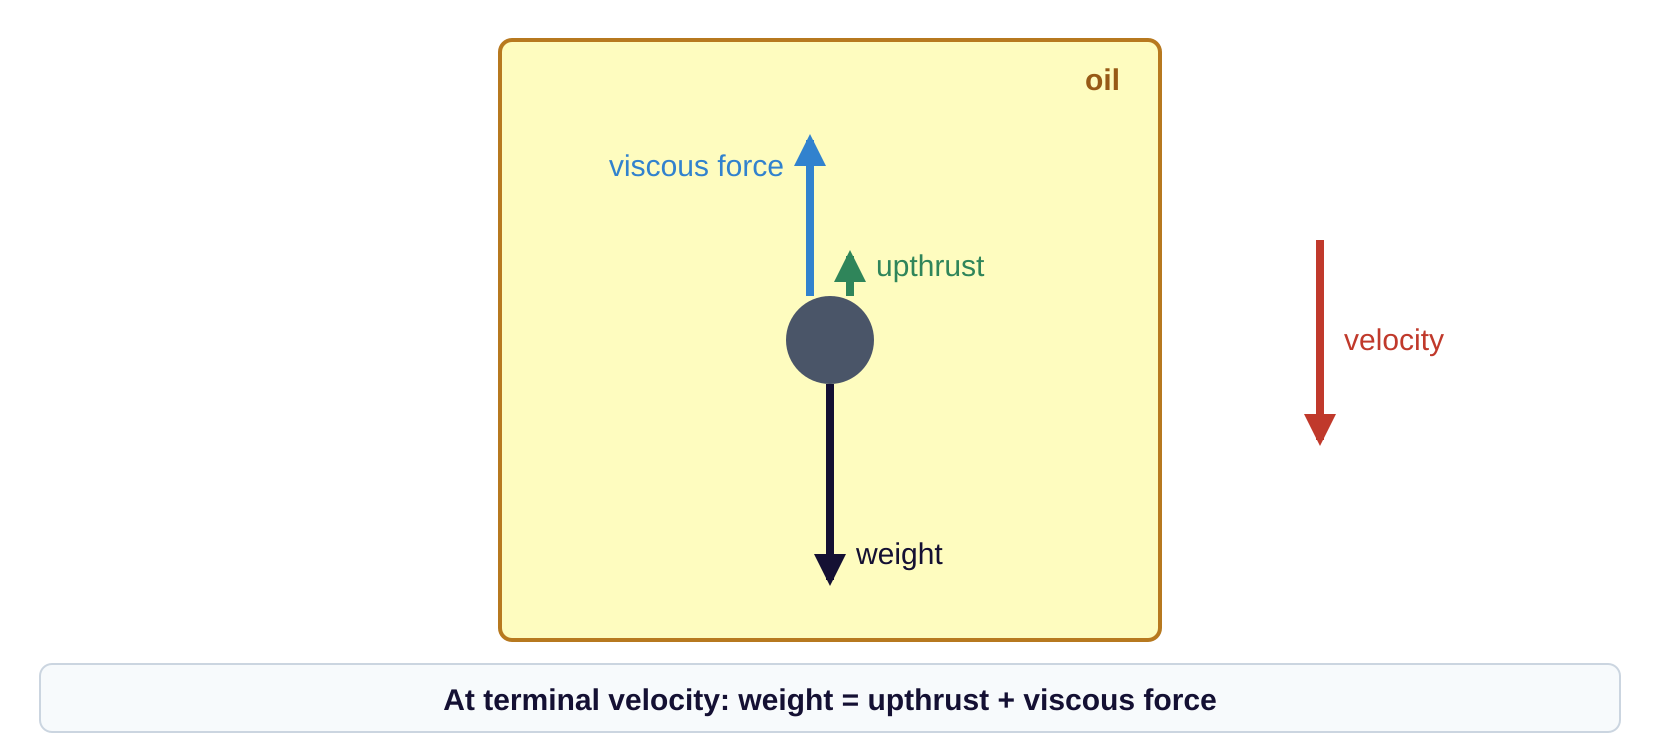 oil
viscous force
upthrust
velocity
weight
At terminal velocity: weight = upthrust + viscous force